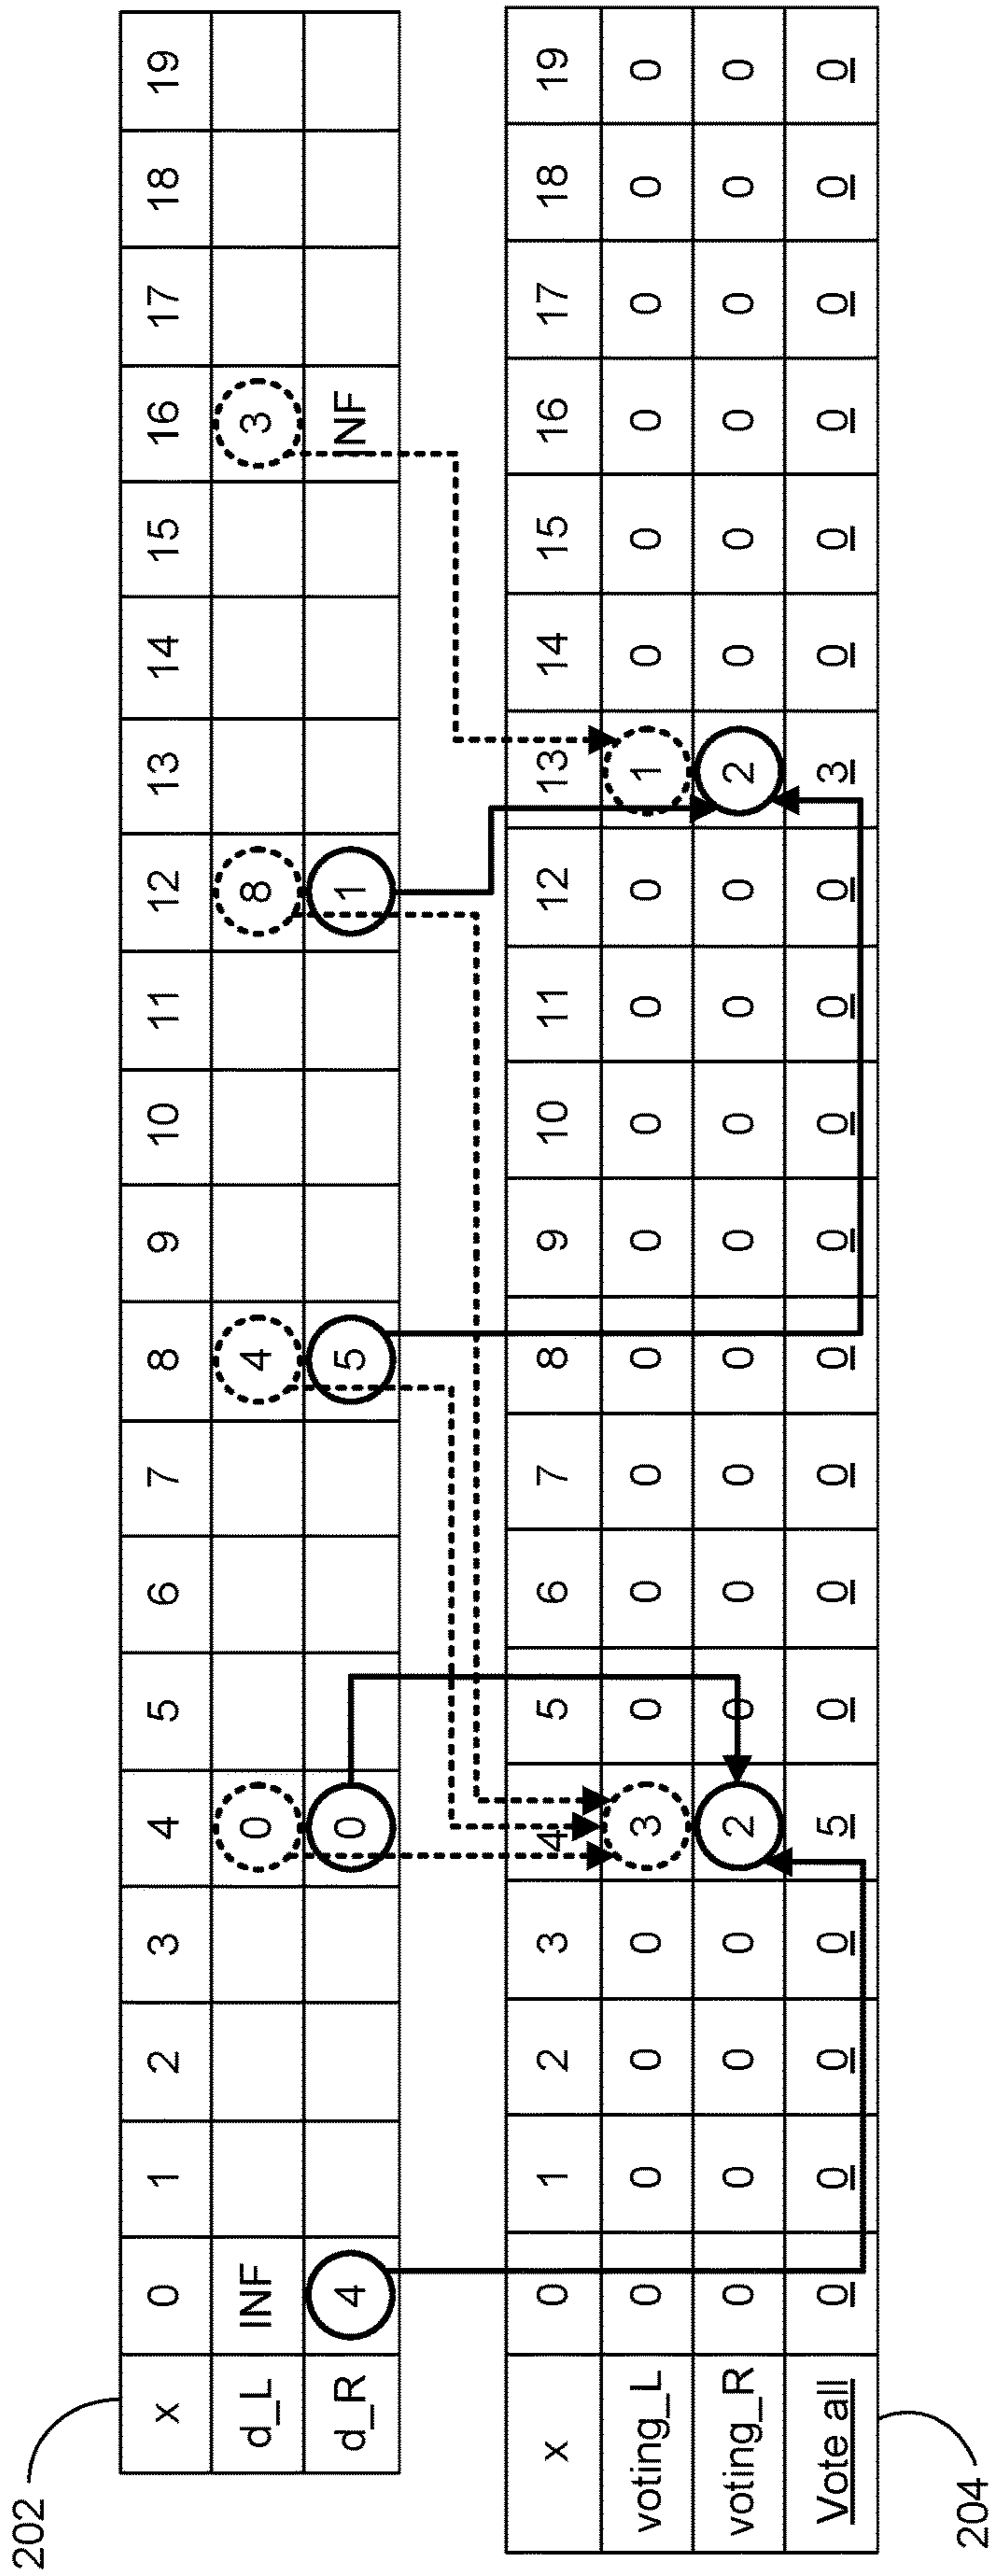 202
x 0 1 2 3 4 5 6 7 8 9 10 11 12 13 14 15 16 17 18 19
d_L INF 0 4 8 3
d_R 4 0 5 1 INF
x 0 1 2 3 4 5 6 7 8 9 10 11 12 13 14 15 16 17 18 19
voting_L 0 0 0 0 3 0 0 0 0 0 0 0 0 1 0 0 0 0 0 0
voting_R 0 0 0 0 2 0 0 0 0 0 0 0 0 2 0 0 0 0 0 0
Vote all 0 0 0 0 5 0 0 0 0 0 0 0 0 3 0 0 0 0 0 0
204